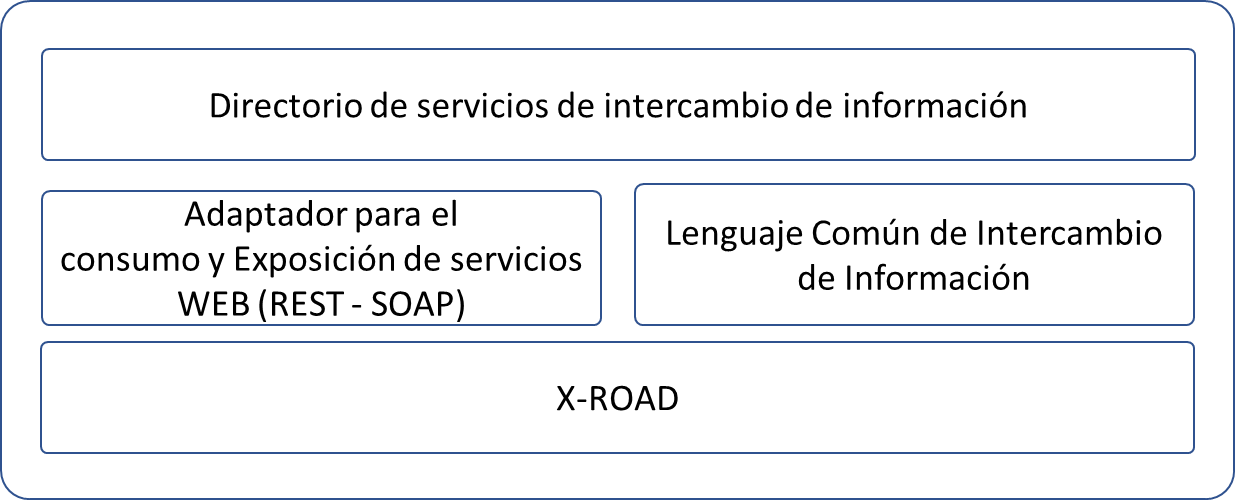 Directorio de servicios de intercambio de información
Adaptador para el
consumo y Exposición de servicios
WEB (REST - SOAP)
Lenguaje Común de Intercambio
de Información
X-ROAD